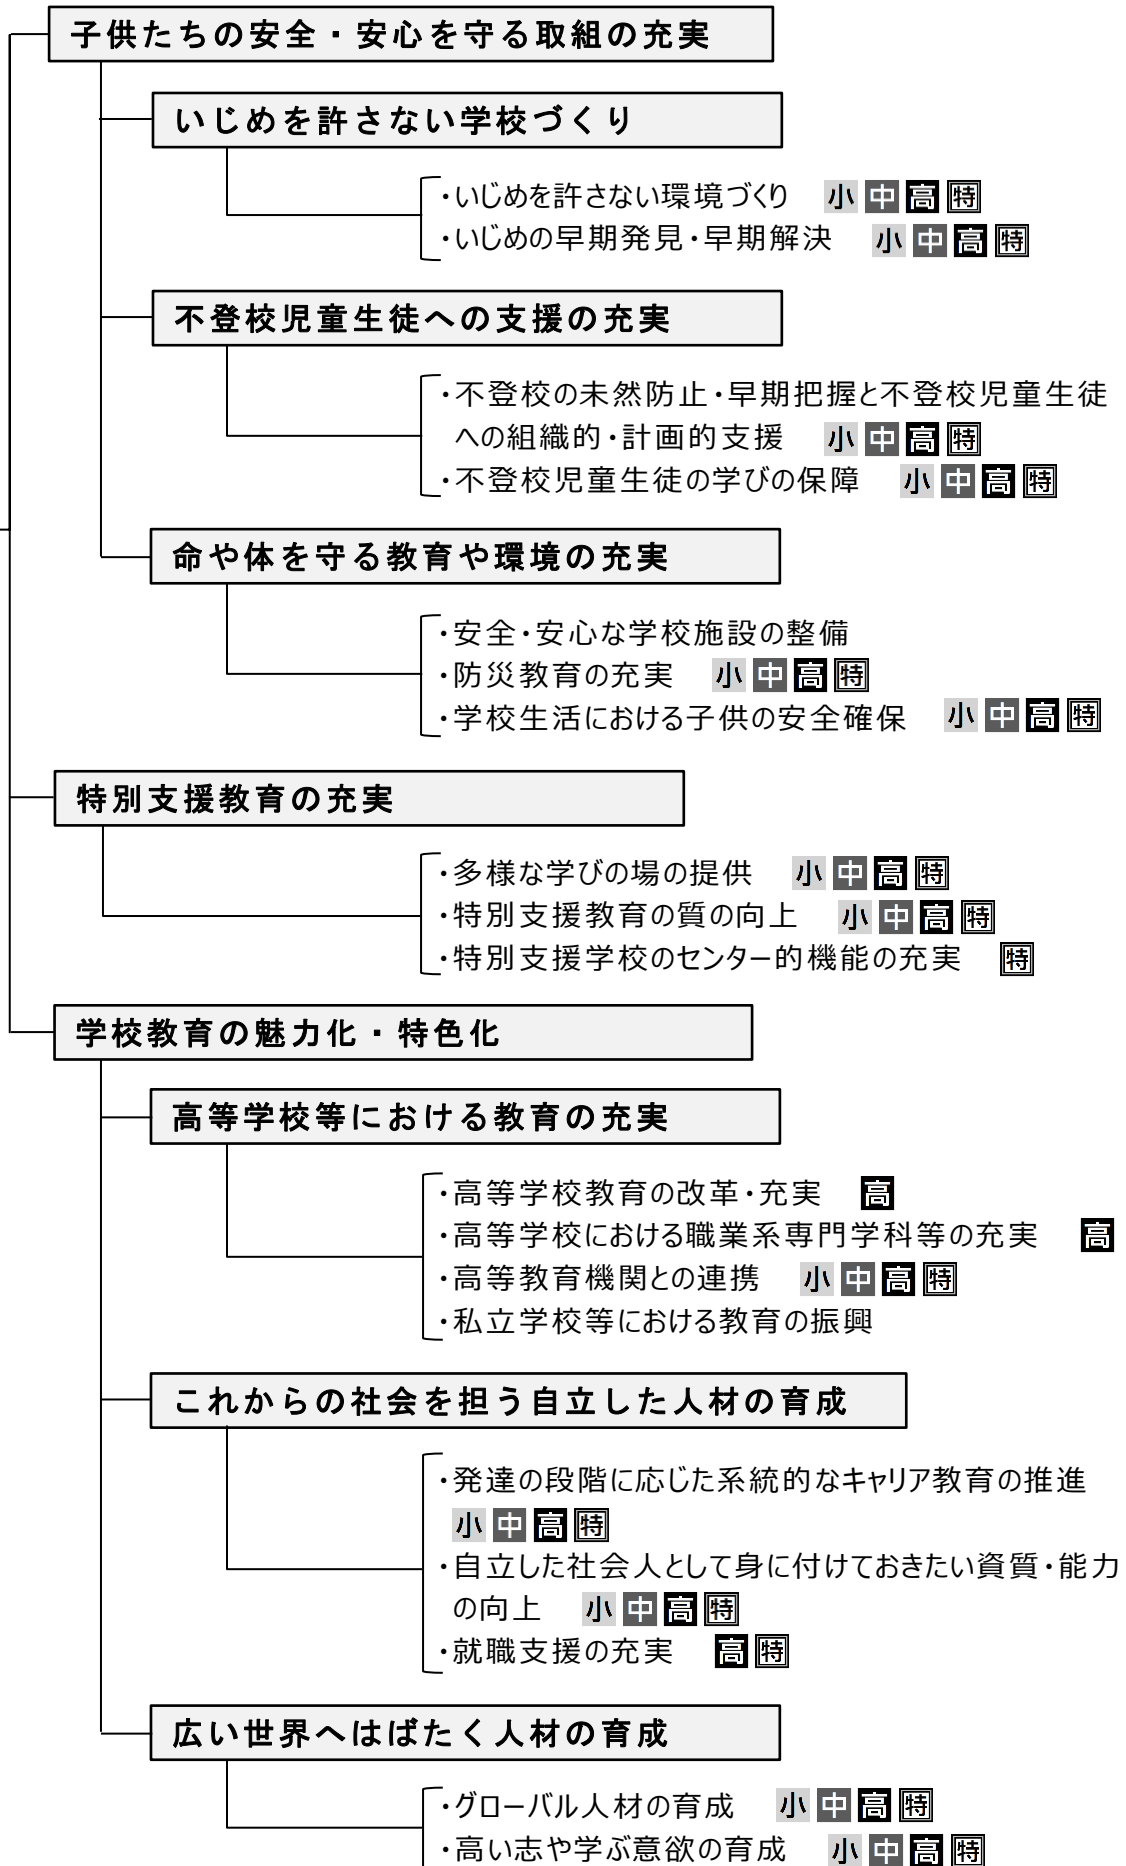 子供たちの安全・安心を守る取組の充実
いじめを許さない学校づくり
・いじめを許さない環境づくり 小 中 高 特
・いじめの早期発見・早期解決 小 中 高 特
不登校児童生徒への支援の充実
・不登校の未然防止・早期把握と不登校児童生徒
への組織的・計画的支援 小 中 高 特
・不登校児童生徒の学びの保障 小 中 高 特
命や体を守る教育や環境の充実
・安全・安心な学校施設の整備
・防災教育の充実 小 中 高 特
・学校生活における子供の安全確保 小 中 高 特
特別支援教育の充実
・多様な学びの場の提供 小 中 高 特
・特別支援教育の質の向上 小 中 高 特
・特別支援学校のセンター的機能の充実 特
学校教育の魅力化・特色化
高等学校等における教育の充実
・高等学校教育の改革・充実 高
・高等学校における職業系専門学科等の充実 高
・高等教育機関との連携 小 中 高 特
・私立学校等における教育の振興
これからの社会を担う自立した人材の育成
・発達の段階に応じた系統的なキャリア教育の推進
小 中 高 特
・自立した社会人として身に付けておきたい資質・能力
の向上 小 中 高 特
・就職支援の充実 高 特
広い世界へはばたく人材の育成
・グローバル人材の育成 小 中 高 特
・高い志や学ぶ意欲の育成 小 中 高 特